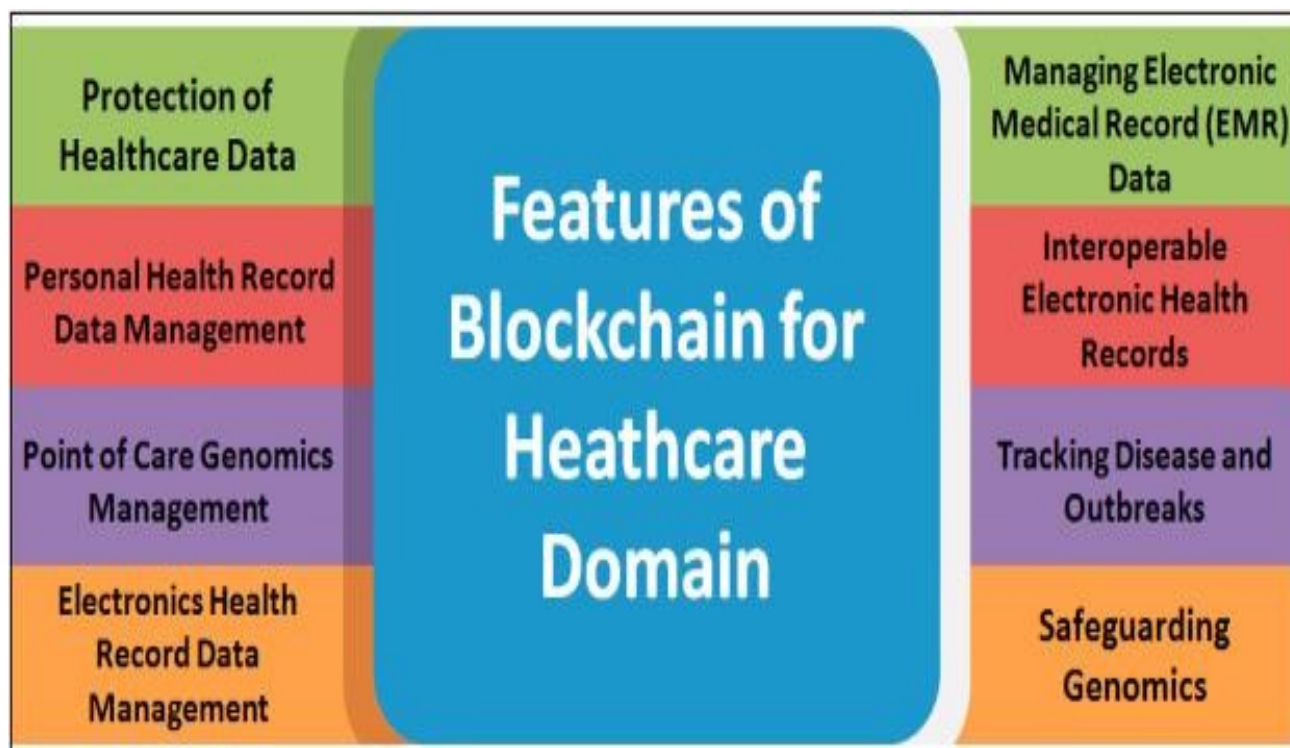 Protection of
Healthcare Data
Personal Health Record
Data Management
Point of Care Genomics
Management
Electronics Health
Record Data
Management
Features of
Blockchain for
Heathcare
Domain
Managing Electronic
Medical Record (EMR)
Data
Interoperable
Electronic Health
Records
Tracking Disease and
Outbreaks
Safeguarding
Genomics